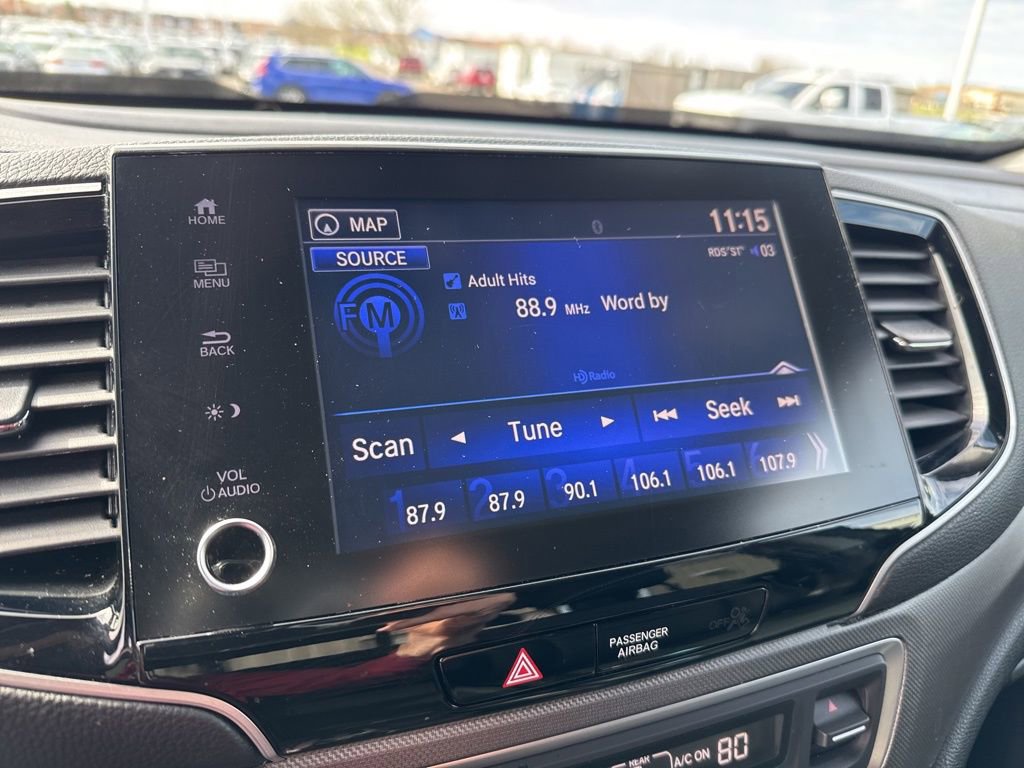 HOME
MENU
BACK
VOL
AUDIO
MAP
11:15
SOURCE
RDS ST 03
Adult Hits
FM
88.9 MHz Word by
HD Radio
Scan Tune Seek
1 87.9
2 87.9
3 90.1
4 106.1
5 106.1
6 107.9
PASSENGER
AIRBAG
OFF
REAR
A/C ON 80